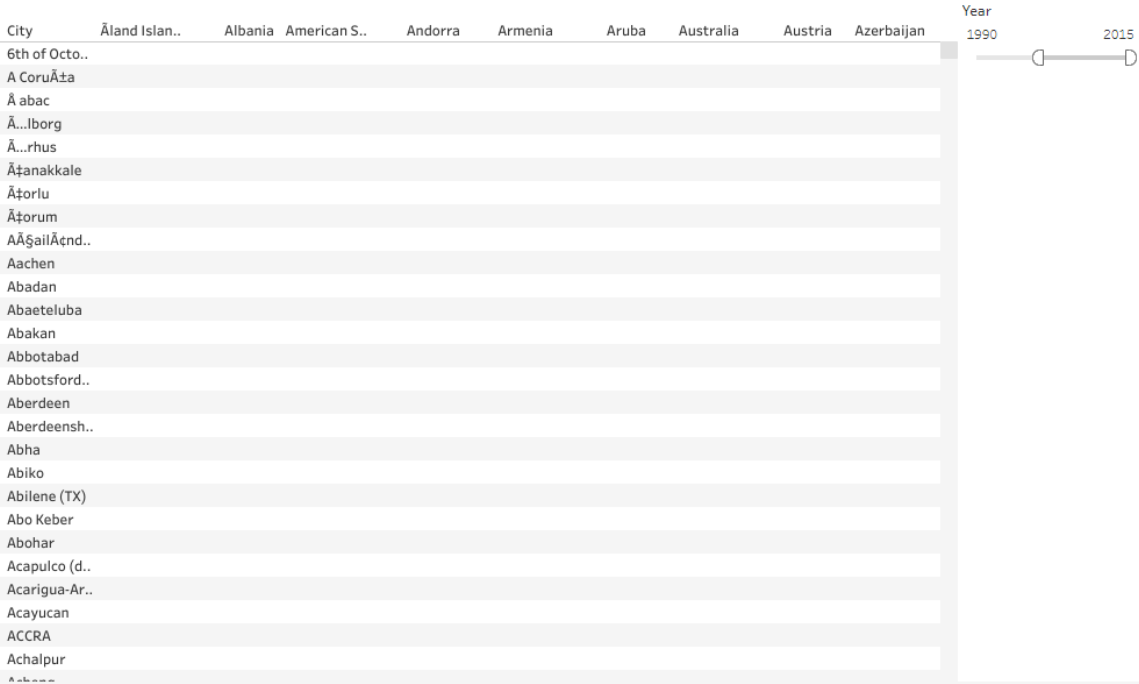 Year
City Ãland Islan.. Albania American S.. Andorra Armenia Aruba Australia Austria Azerbaijan
1990 2015
6th of Octo..
A CoruÃ±a
Å abac
Ã…lborg
Ã…rhus
Ã‡anakkale
Ã‡orlu
Ã‡orum
AÃ§ailÃ¢nd..
Aachen
Abadan
Abaeteluba
Abakan
Abbotabad
Abbotsford..
Aberdeen
Aberdeensh..
Abha
Abiko
Abilene (TX)
Abo Keber
Abohar
Acapulco (d..
Acarigua-Ar..
Acayucan
ACCRA
Achalpur